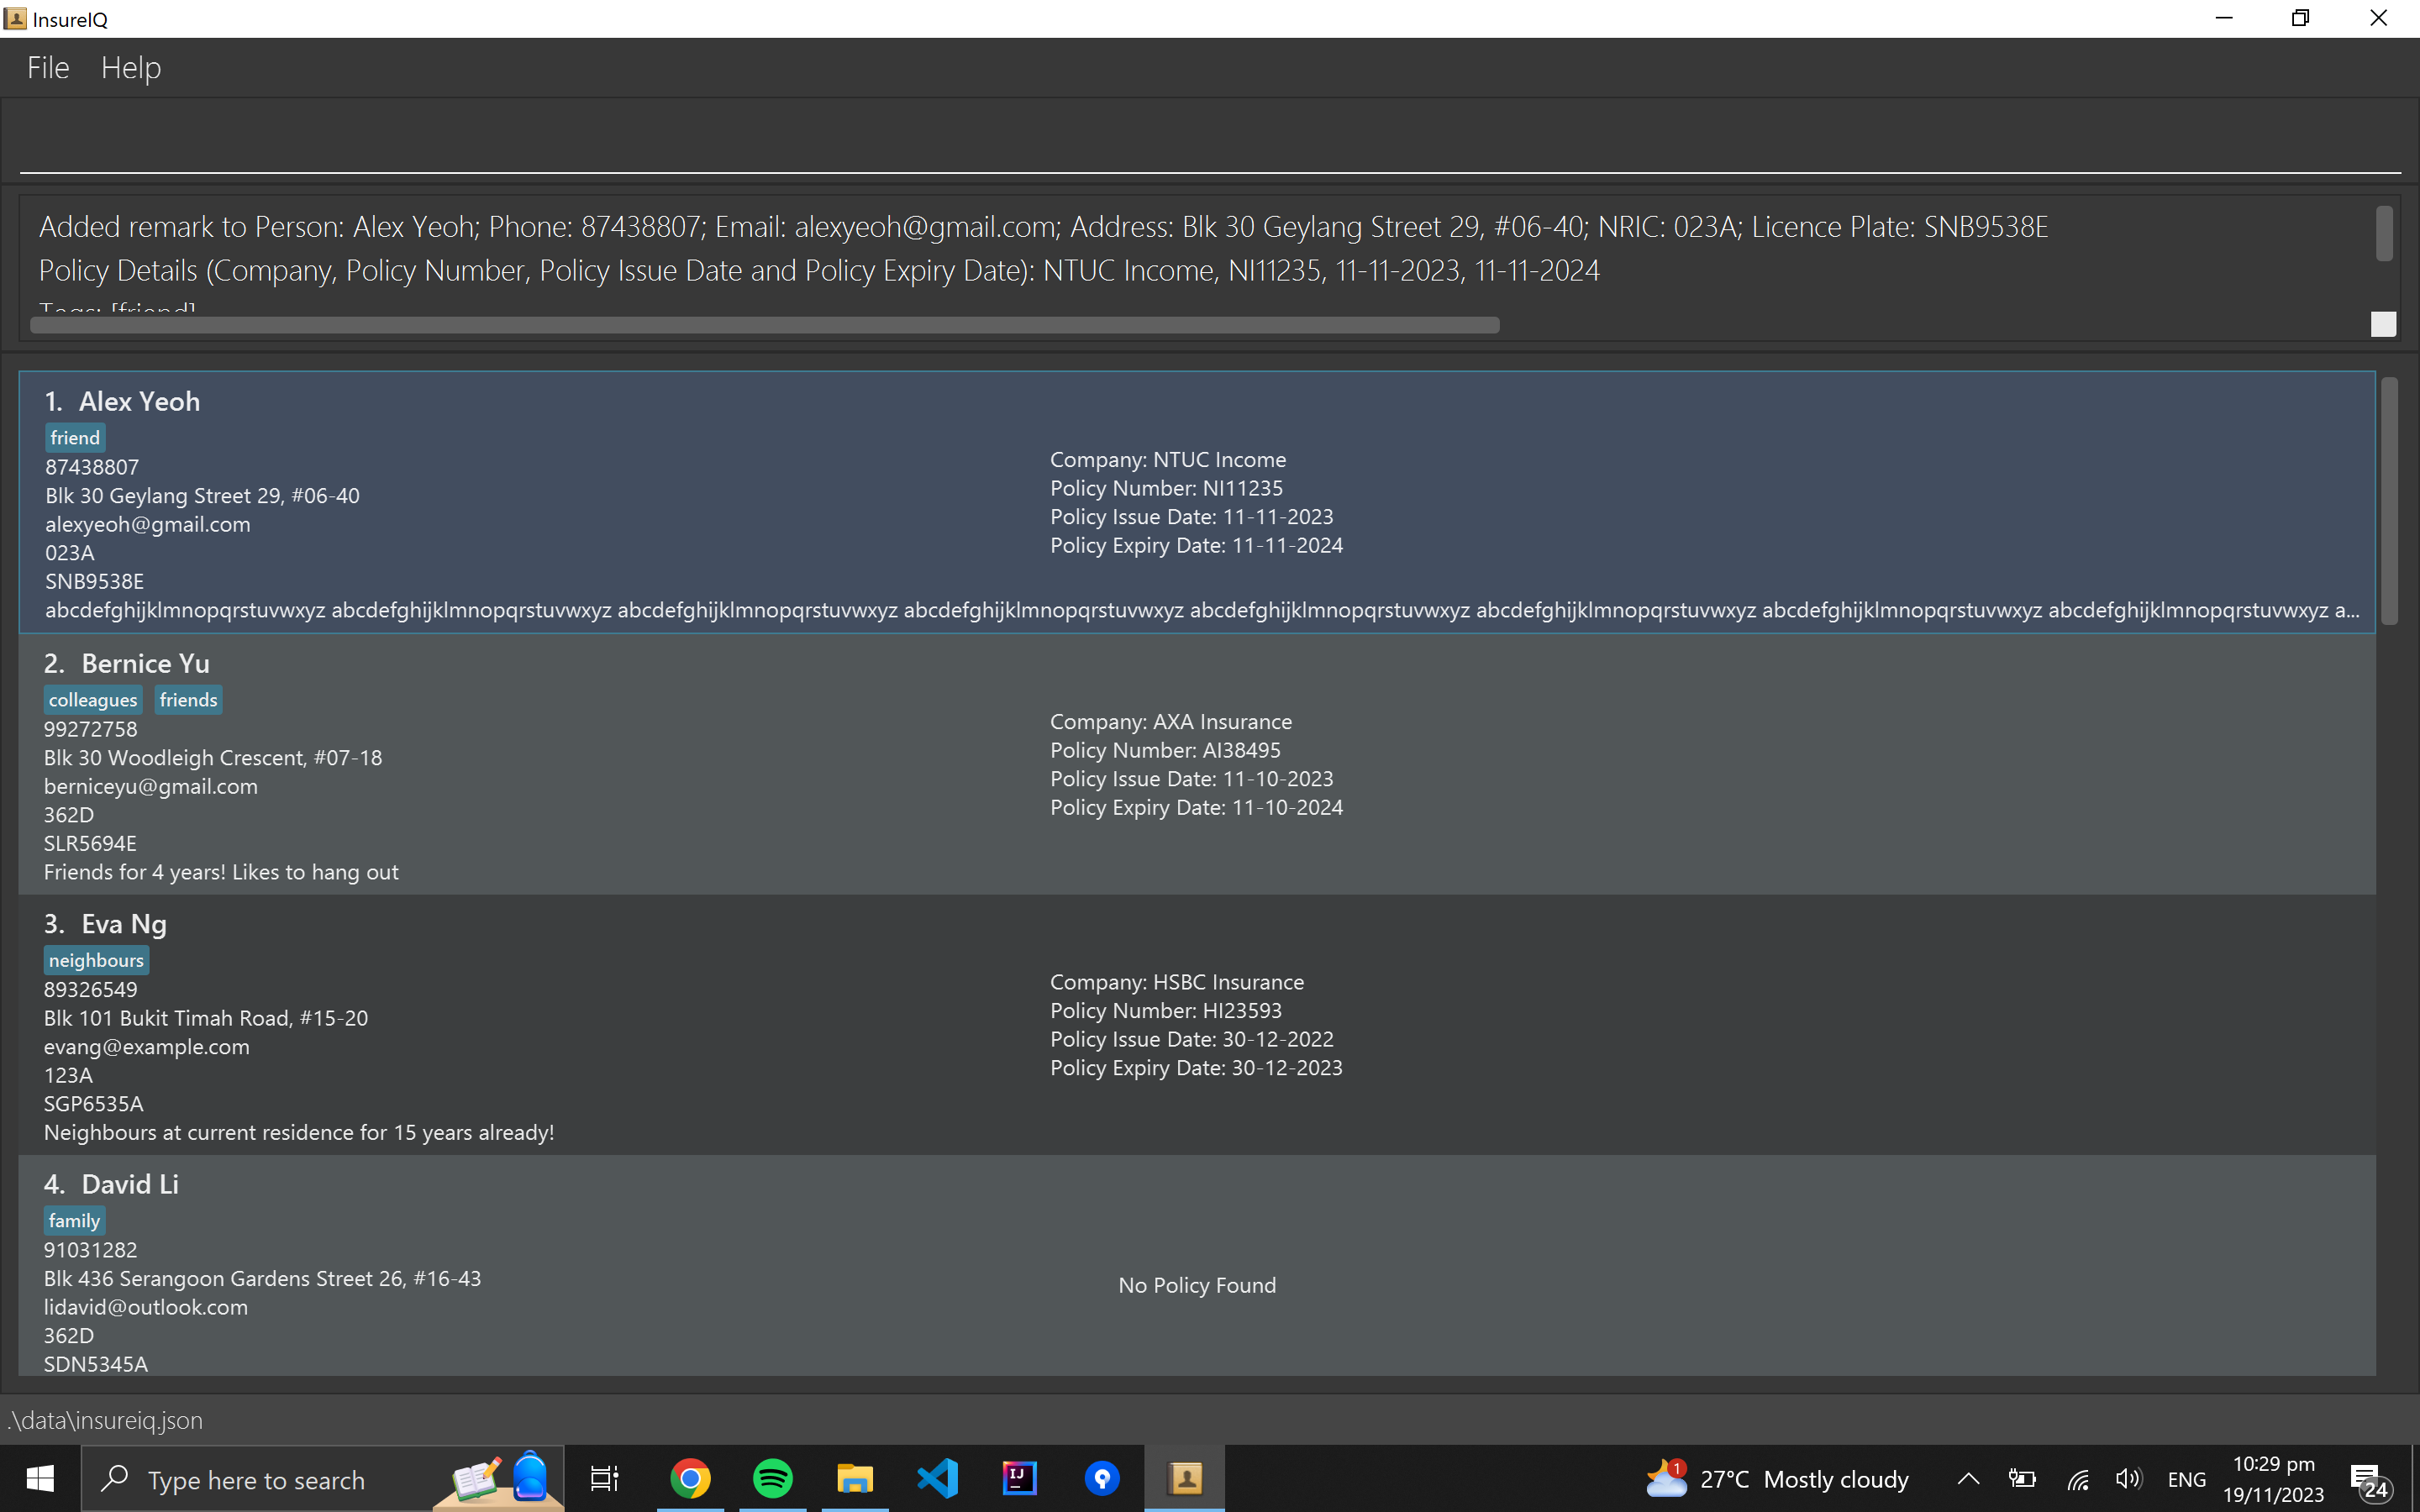 InsureIQ
File Help
Added remark to Person: Alex Yeoh; Phone: 87438807; Email: alexyeoh@gmail.com; Address: Blk 30 Geylang Street 29, #06-40; NRIC: 023A; Licence Plate: SNB9538E
Policy Details (Company, Policy Number, Policy Issue Date and Policy Expiry Date): NTUC Income, NI11235, 11-11-2023, 11-11-2024
Tags: [friend]
1. Alex Yeoh
friend
87438807
Blk 30 Geylang Street 29, #06-40
alexyeoh@gmail.com
023A
SNB9538E
abcdefghijklmnopqrstuvwxyz abcdefghijklmnopqrstuvwxyz abcdefghijklmnopqrstuvwxyz abcdefghijklmnopqrstuvwxyz abcdefghijklmnopqrstuvwxyz abcdefghijklmnopqrstuvwxyz abcdefghijklmnopqrstuvwxyz abcdefghijklmnopqrstuvwxyz a...
Company: NTUC Income
Policy Number: NI11235
Policy Issue Date: 11-11-2023
Policy Expiry Date: 11-11-2024
2. Bernice Yu
colleagues friends
99272758
Blk 30 Woodleigh Crescent, #07-18
berniceyu@gmail.com
362D
SLR5694E
Friends for 4 years! Likes to hang out
Company: AXA Insurance
Policy Number: AI38495
Policy Issue Date: 11-10-2023
Policy Expiry Date: 11-10-2024
3. Eva Ng
neighbours
89326549
Blk 101 Bukit Timah Road, #15-20
evang@example.com
123A
SGP6535A
Neighbours at current residence for 15 years already!
Company: HSBC Insurance
Policy Number: HI23593
Policy Issue Date: 30-12-2022
Policy Expiry Date: 30-12-2023
4. David Li
family
91031282
Blk 436 Serangoon Gardens Street 26, #16-43
lidavid@outlook.com
362D
SDN5345A
No Policy Found
.\data\insureiq.json
Type here to search
IJ
1
27°C Mostly cloudy
ENG
10:29 pm
19/11/2023
24